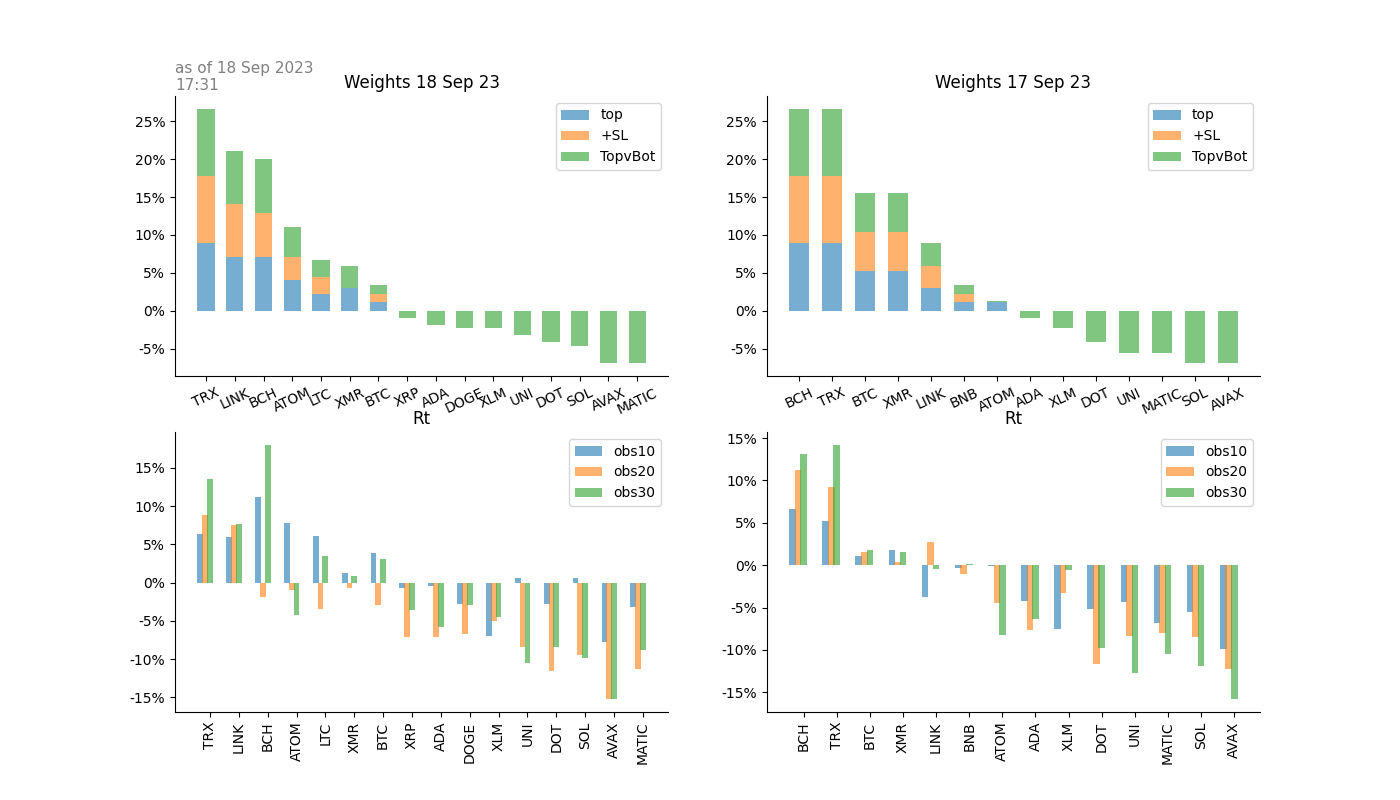 as of 18 Sep 2023
17:31
Weights 18 Sep 23
25%
20%
15%
10%
5%
0%
-5%
top
+SL
TopvBot
TRX LINK BCH ATOM LTC XMR BTC XRP ADA DOGE XLM UNI DOT SOL AVAX MATIC
Weights 17 Sep 23
25%
20%
15%
10%
5%
0%
-5%
top
+SL
TopvBot
BCH TRX BTC XMR LINK BNB ATOM ADA XLM DOT UNI MATIC SOL AVAX
Rt
15%
10%
5%
0%
-5%
-10%
-15%
obs10
obs20
obs30
TRX LINK BCH ATOM LTC XMR BTC XRP ADA DOGE XLM UNI DOT SOL AVAX MATIC
Rt
15%
10%
5%
0%
-5%
-10%
-15%
obs10
obs20
obs30
BCH TRX BTC XMR LINK BNB ATOM ADA XLM DOT UNI MATIC SOL AVAX